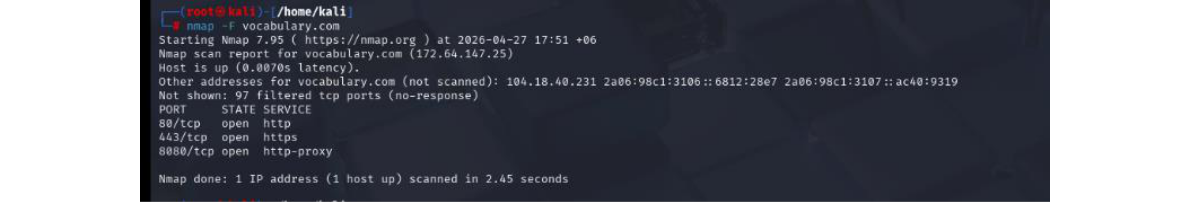 (root㉿kali)-[/home/kali]
# nmap -F vocabulary.com
Starting Nmap 7.95 ( https://nmap.org ) at 2026-04-27 17:51 +06
Nmap scan report for vocabulary.com (172.64.147.25)
Host is up (0.0070s latency).
Other addresses for vocabulary.com (not scanned): 104.18.40.231 2a06:98c1:3106::6812:28e7 2a06:98c1:3107::ac40:9319
Not shown: 97 filtered tcp ports (no-response)
PORT     STATE SERVICE
80/tcp   open  http
443/tcp  open  https
8080/tcp open  http-proxy
Nmap done: 1 IP address (1 host up) scanned in 2.45 seconds